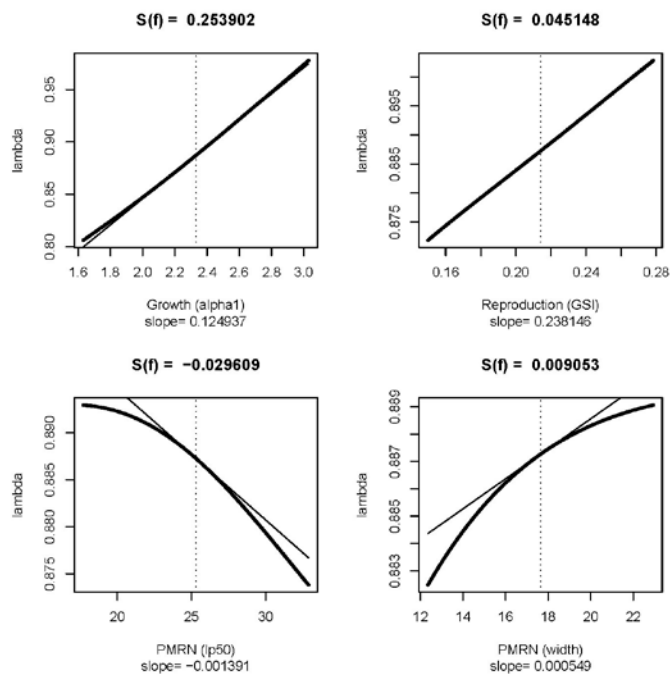 S(f) = 0.253902
0.95
0.90
0.85
0.80
lambda
1.6 1.8 2.0 2.2 2.4 2.6 2.8 3.0
Growth (alpha1)
slope= 0.124937
S(f) = 0.045148
0.895
0.885
0.875
lambda
0.16 0.20 0.24 0.28
Reproduction (GSI)
slope= 0.238146
S(f) = −0.029609
0.890
0.885
0.880
0.875
lambda
20 25 30
PMRN (lp50)
slope= −0.001391
S(f) = 0.009053
0.889
0.887
0.885
0.883
lambda
12 14 16 18 20 22
PMRN (width)
slope= 0.000549